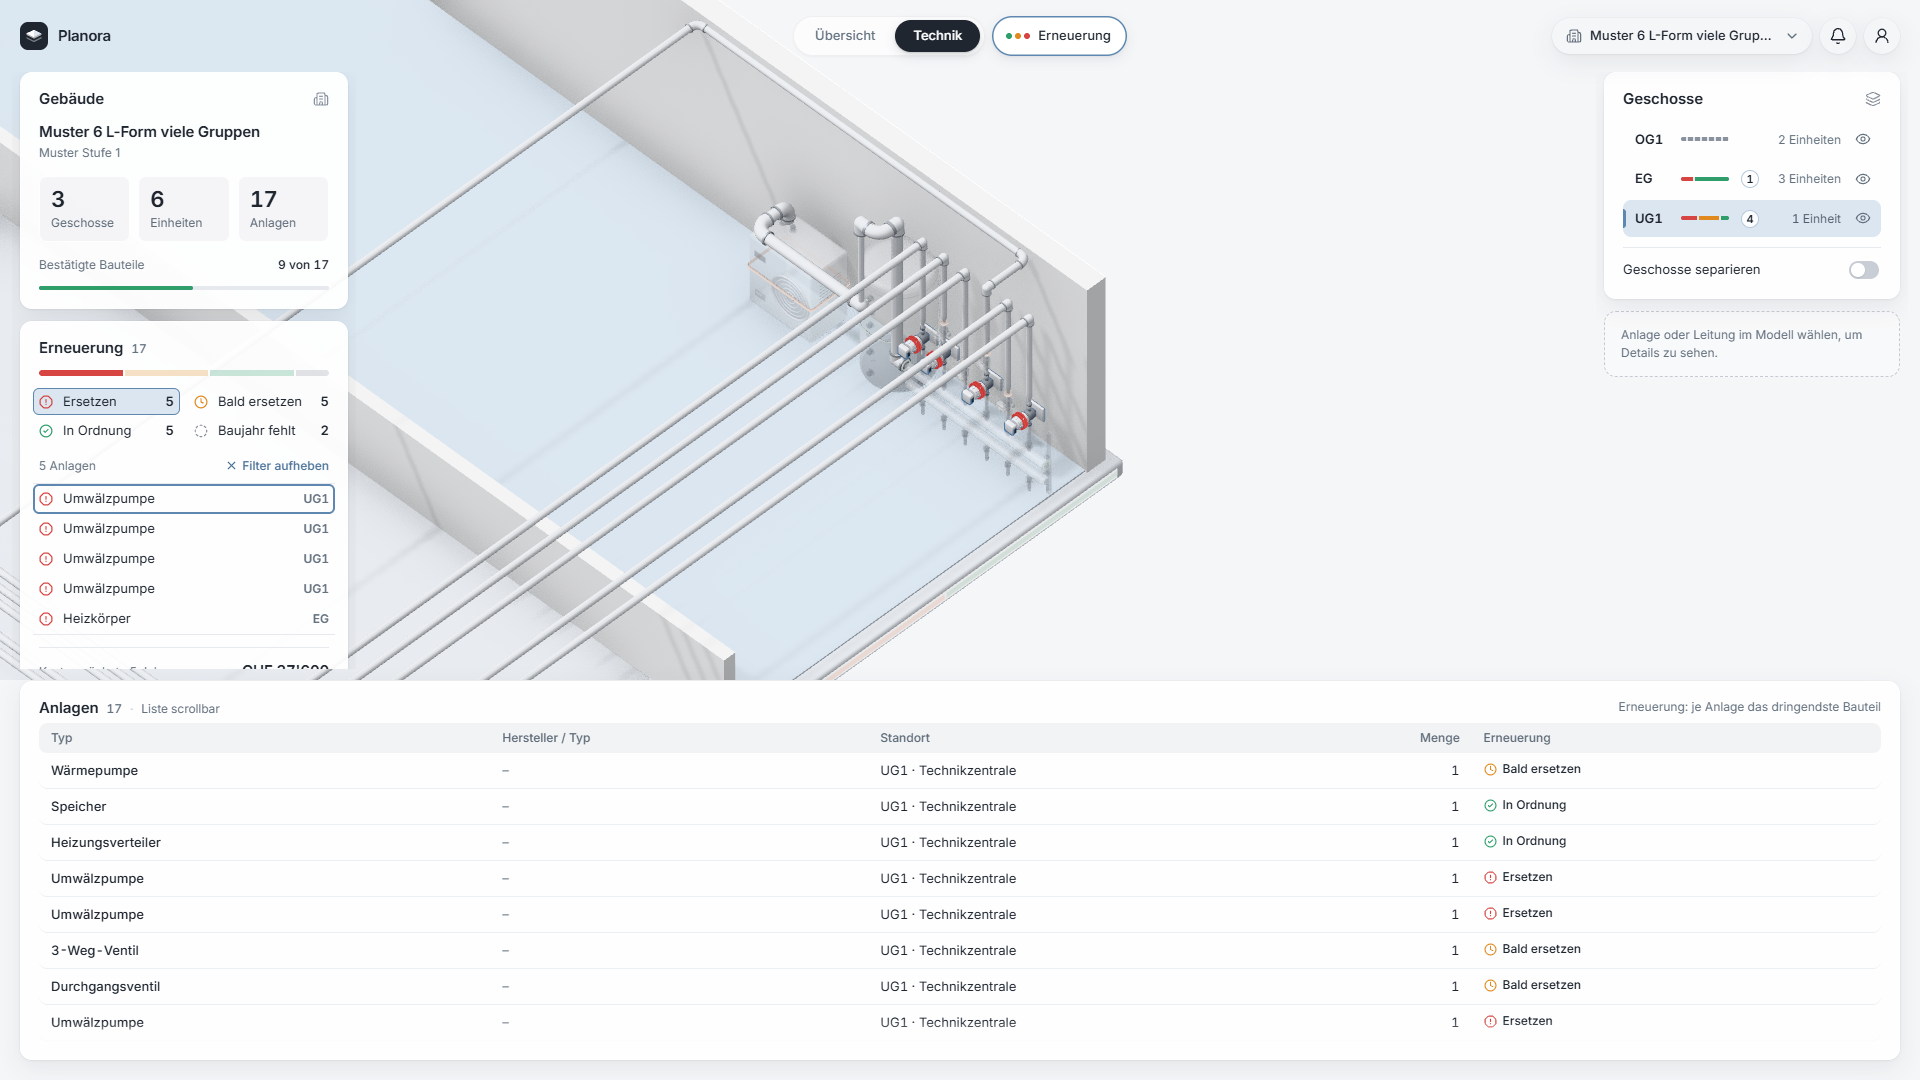 Planora
Übersicht
Technik
Erneuerung
Muster 6 L-Form viele Grup...
Gebäude
Muster 6 L-Form viele Gruppen
Muster Stufe 1
3 6 17
Geschosse Einheiten Anlagen
Bestätigte Bauteile 9 von 17
Erneuerung 17
Ersetzen 5 Bald ersetzen 5
In Ordnung 5 Baujahr fehlt 2
5 Anlagen Filter aufheben
Umwälzpumpe UG1
Umwälzpumpe UG1
Umwälzpumpe UG1
Umwälzpumpe UG1
Heizkörper EG
Geschosse
OG1 2 Einheiten
EG 1 3 Einheiten
UG1 4 1 Einheit
Geschosse separieren
Anlage oder Leitung im Modell wählen, um
Details zu sehen.
Anlagen 17 · Liste scrollbar
Erneuerung: je Anlage das dringendste Bauteil
Typ Hersteller / Typ Standort Menge Erneuerung
Wärmepumpe – UG1 · Technikzentrale 1 Bald ersetzen
Speicher – UG1 · Technikzentrale 1 In Ordnung
Heizungsverteiler – UG1 · Technikzentrale 1 In Ordnung
Umwälzpumpe – UG1 · Technikzentrale 1 Ersetzen
Umwälzpumpe – UG1 · Technikzentrale 1 Ersetzen
3-Weg-Ventil – UG1 · Technikzentrale 1 Bald ersetzen
Durchgangsventil – UG1 · Technikzentrale 1 Bald ersetzen
Umwälzpumpe – UG1 · Technikzentrale 1 Ersetzen